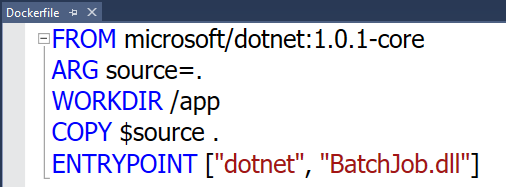 Dockerfile
FROM microsoft/dotnet:1.0.1-core
ARG source=.
WORKDIR /app
COPY $source .
ENTRYPOINT ["dotnet", "BatchJob.dll"]